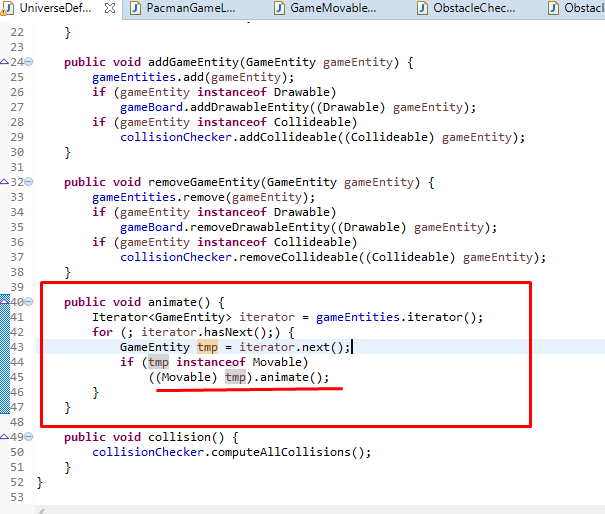 UniverseDef... PacmanGameL... GameMovable... ObstacleChec... Obstac
22 }
23
24 public void addGameEntity(GameEntity gameEntity) {
25 gameEntities.add(gameEntity);
26 if (gameEntity instanceof Drawable)
27 gameBoard.addDrawableEntity((Drawable) gameEntity);
28 if (gameEntity instanceof Collideable)
29 collisionChecker.addCollideable((Collideable) gameEntity);
30 }
31
32 public void removeGameEntity(GameEntity gameEntity) {
33 gameEntities.remove(gameEntity);
34 if (gameEntity instanceof Drawable)
35 gameBoard.removeDrawableEntity((Drawable) gameEntity);
36 if (gameEntity instanceof Collideable)
37 collisionChecker.removeCollideable((Collideable) gameEntity);
38 }
39
40 public void animate() {
41 Iterator<GameEntity> iterator = gameEntities.iterator();
42 for (; iterator.hasNext();) {
43 GameEntity tmp = iterator.next();
44 if (tmp instanceof Movable)
45 ((Movable) tmp).animate();
46 }
47 }
48
49 public void collision() {
50 collisionChecker.computeAllCollisions();
51 }
52 }
53